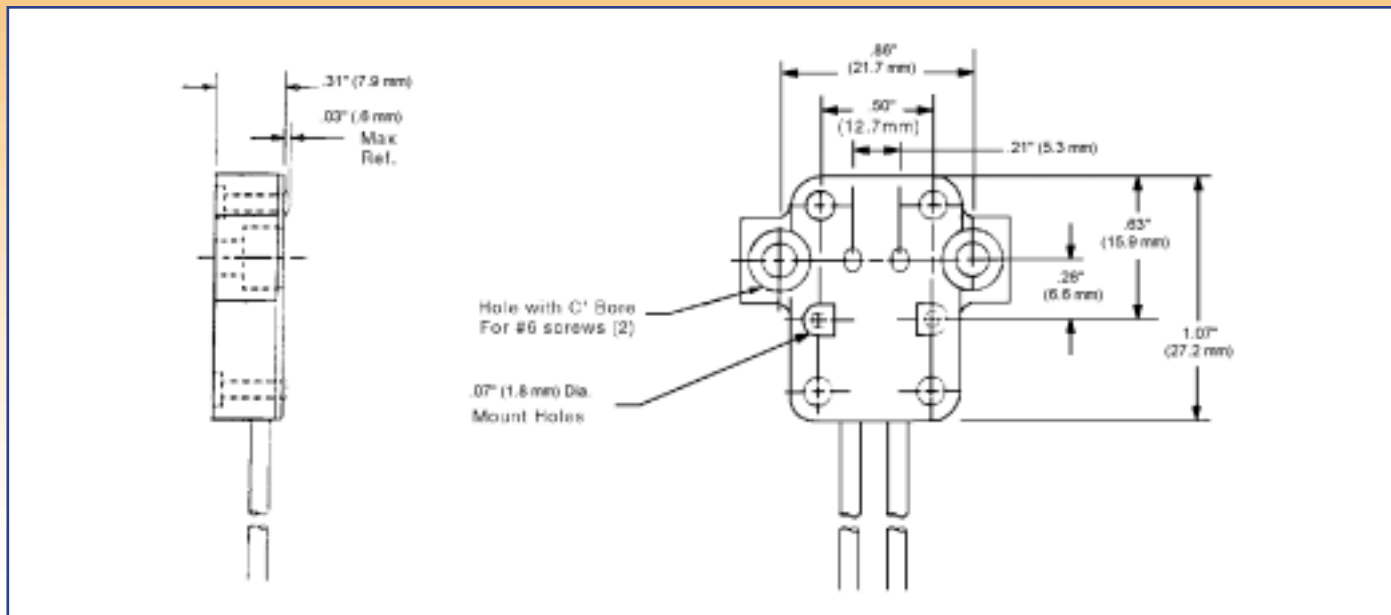 .31" (7.9 mm)
.03" (.6 mm)
Max
Ref.
.86"
(21.7 mm)
.50"
(12.7mm)
.21" (5.3 mm)
.63"
(15.9 mm)
.26"
(6.6 mm)
1.07"
(27.2 mm)
Hole with C' Bore
For #6 screws (2)
.07" (1.8 mm) Dia.
Mount Holes